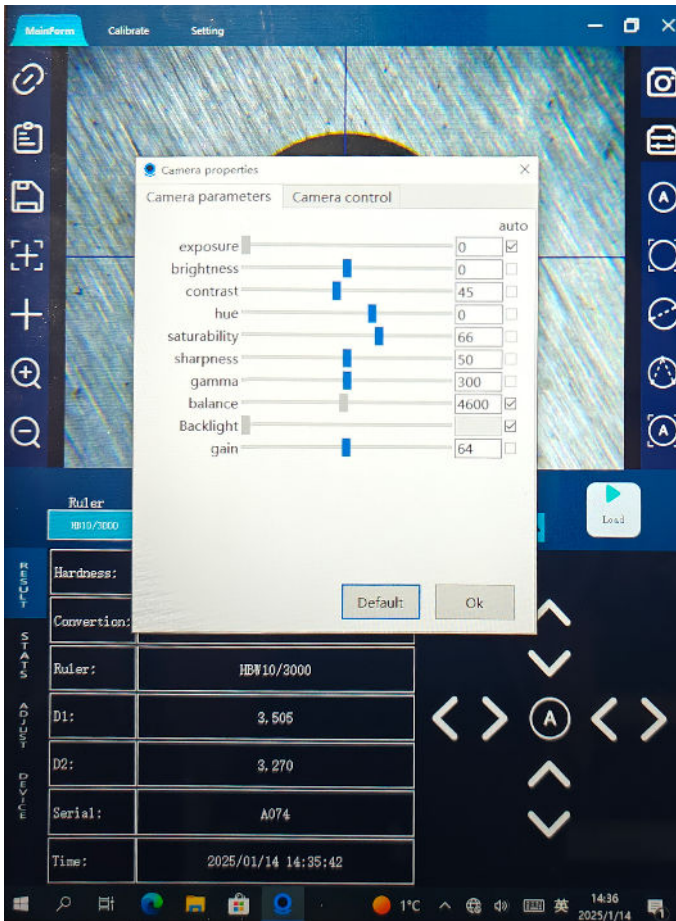 MainForm
Calibrate
Setting
Camera properties
Camera parameters
Camera control
auto
exposure 0
brightness 0
contrast 45
hue 0
saturability 66
sharpness 50
gamma 300
balance 4600
Backlight
gain 64
Default
Ok
Ruler
HB10/3000
Load
RESULT
STATS
ADJUST
DEVICE
Hardness:
Convertion:
Ruler: HBW10/3000
D1: 3.505
D2: 3.270
Serial: A074
Time: 2025/01/14 14:35:42
A
A
A
1°C
英
14:36
2025/1/14